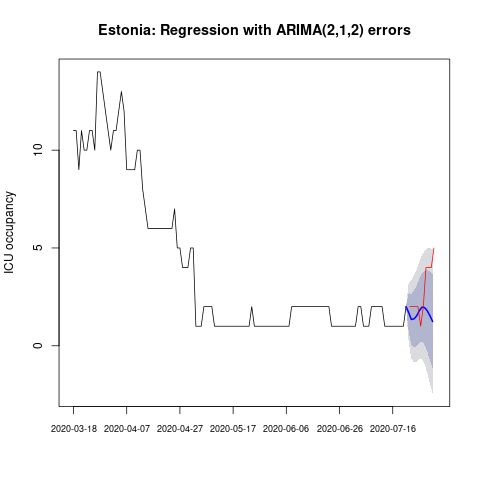 Estonia: Regression with ARIMA(2,1,2) errors
ICU occupancy
10
5
0
2020-03-18 2020-04-07 2020-04-27 2020-05-17 2020-06-06 2020-06-26 2020-07-16